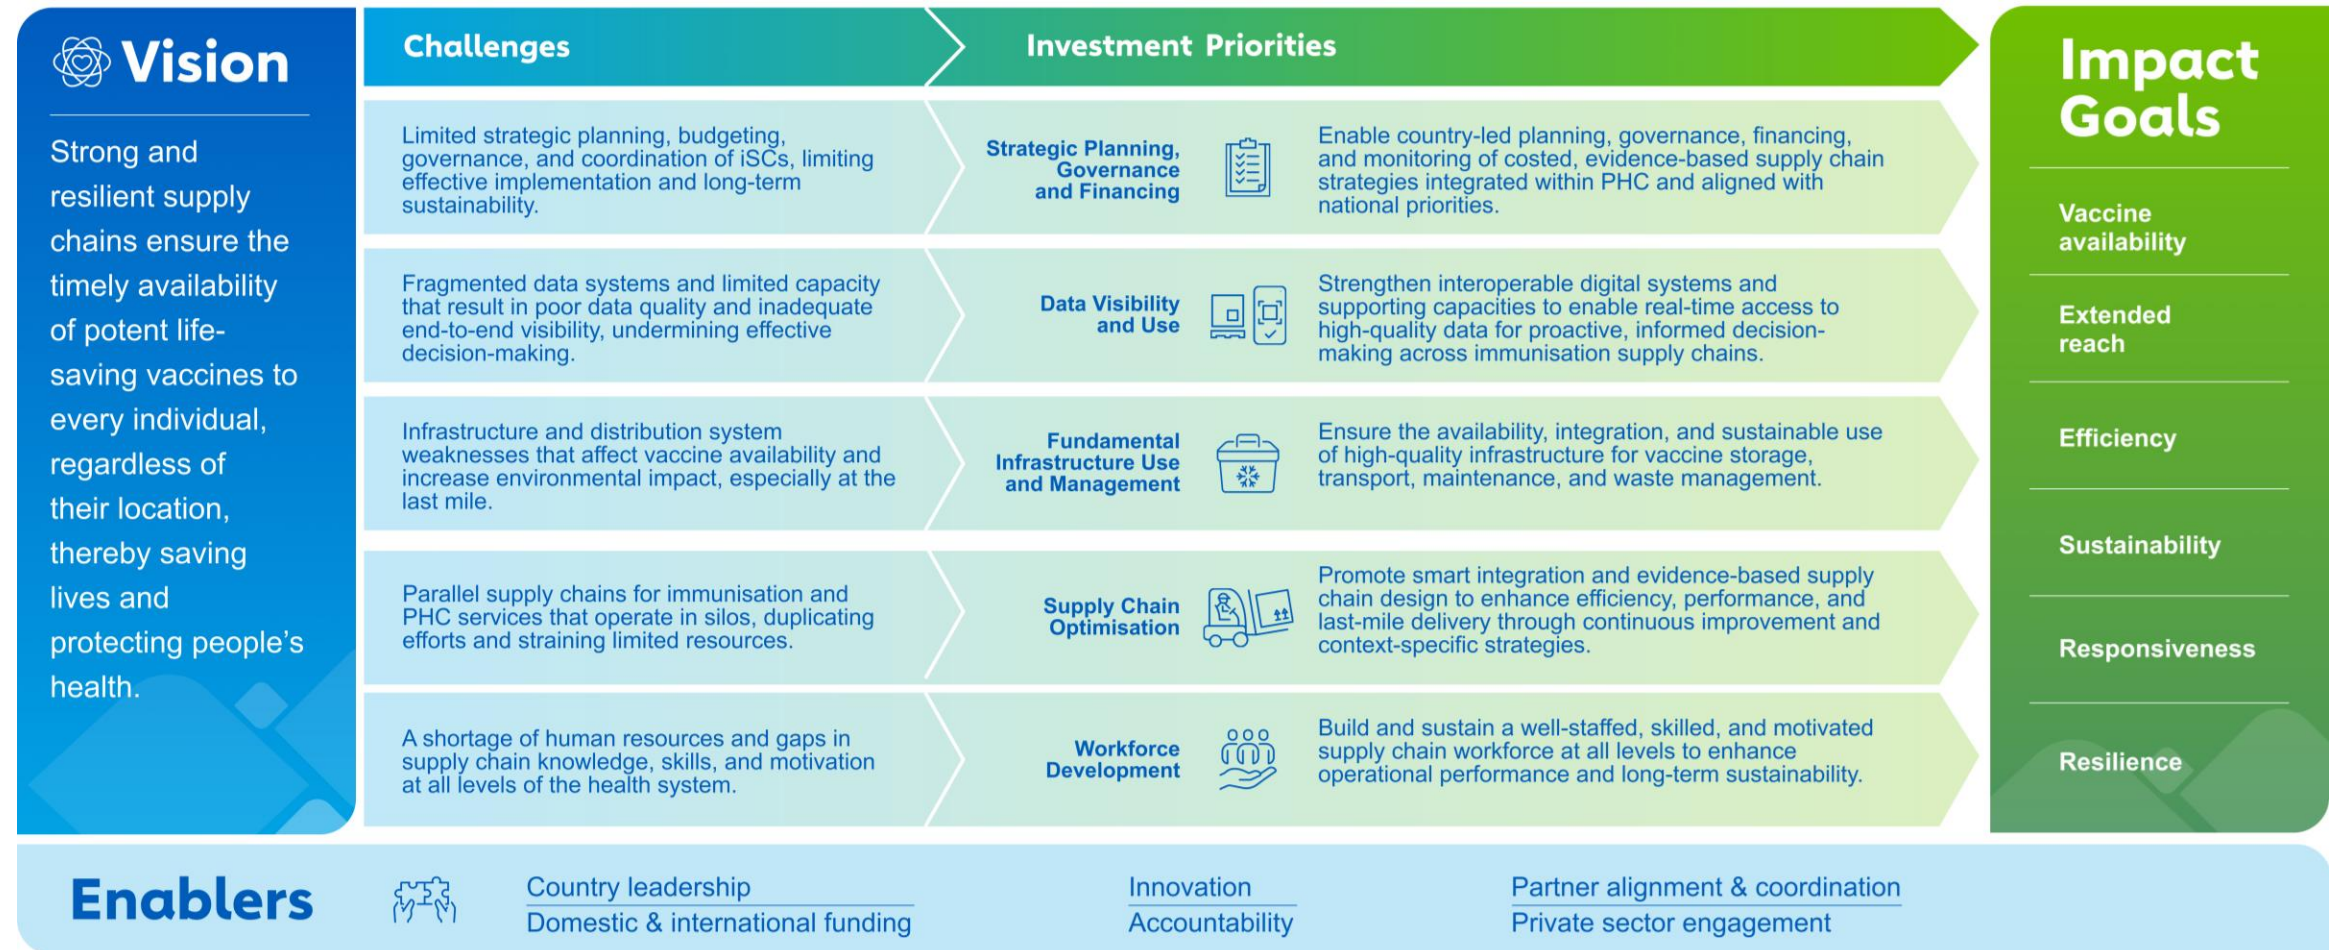 Vision
Strong and
resilient supply
chains ensure the
timely availability
of potent life-
saving vaccines to
every individual,
regardless of
their location,
thereby saving
lives and
protecting people's
health.
Challenges
Investment Priorities
Limited strategic planning, budgeting,
governance, and coordination of iSCs, limiting
effective implementation and long-term
sustainability.
Strategic Planning,
Governance
and Financing
Enable country-led planning, governance, financing,
and monitoring of costed, evidence-based supply chain
strategies integrated within PHC and aligned with
national priorities.
Fragmented data systems and limited capacity
that result in poor data quality and inadequate
end-to-end visibility, undermining effective
decision-making.
Data Visibility
and Use
Strengthen interoperable digital systems and
supporting capacities to enable real-time access to
high-quality data for proactive, informed decision-
making across immunisation supply chains.
Infrastructure and distribution system
weaknesses that affect vaccine availability and
increase environmental impact, especially at the
last mile.
Fundamental
Infrastructure Use
and Management
Ensure the availability, integration, and sustainable use
of high-quality infrastructure for vaccine storage,
transport, maintenance, and waste management.
Parallel supply chains for immunisation and
PHC services that operate in silos, duplicating
efforts and straining limited resources.
Supply Chain
Optimisation
Promote smart integration and evidence-based supply
chain design to enhance efficiency, performance, and
last-mile delivery through continuous improvement and
context-specific strategies.
A shortage of human resources and gaps in
supply chain knowledge, skills, and motivation
at all levels of the health system.
Workforce
Development
Build and sustain a well-staffed, skilled, and motivated
supply chain workforce at all levels to enhance
operational performance and long-term sustainability.
Impact
Goals
Vaccine
availability
Extended
reach
Efficiency
Sustainability
Responsiveness
Resilience
Enablers
Country leadership
Domestic & international funding
Innovation
Accountability
Partner alignment & coordination
Private sector engagement